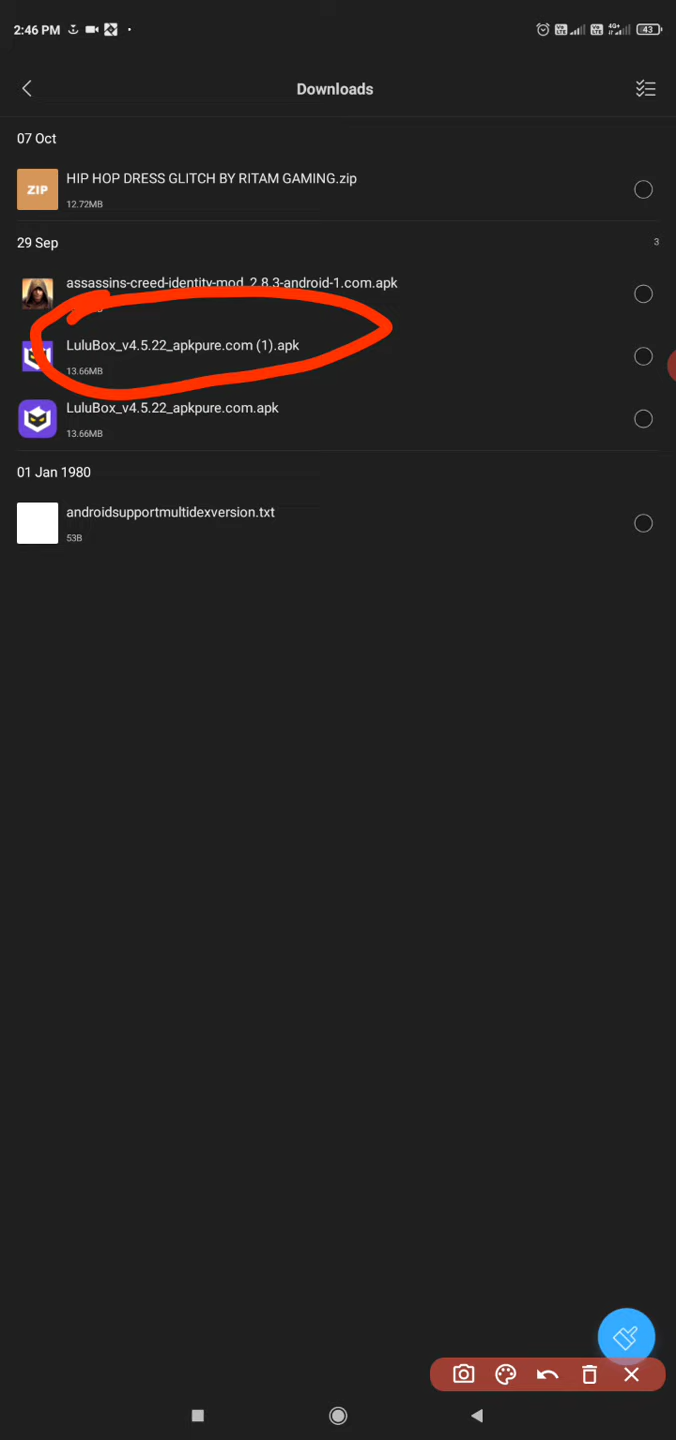 2:46 PM
4G+
43
Downloads
07 Oct
ZIP
HIP HOP DRESS GLITCH BY RITAM GAMING.zip
12.72MB
29 Sep
3
assassins-creed-identity-mod_2.8.3-android-1.com.apk
LuluBox_v4.5.22_apkpure.com (1).apk
13.66MB
LuluBox_v4.5.22_apkpure.com.apk
13.66MB
01 Jan 1980
androidsupportmultidexversion.txt
53B